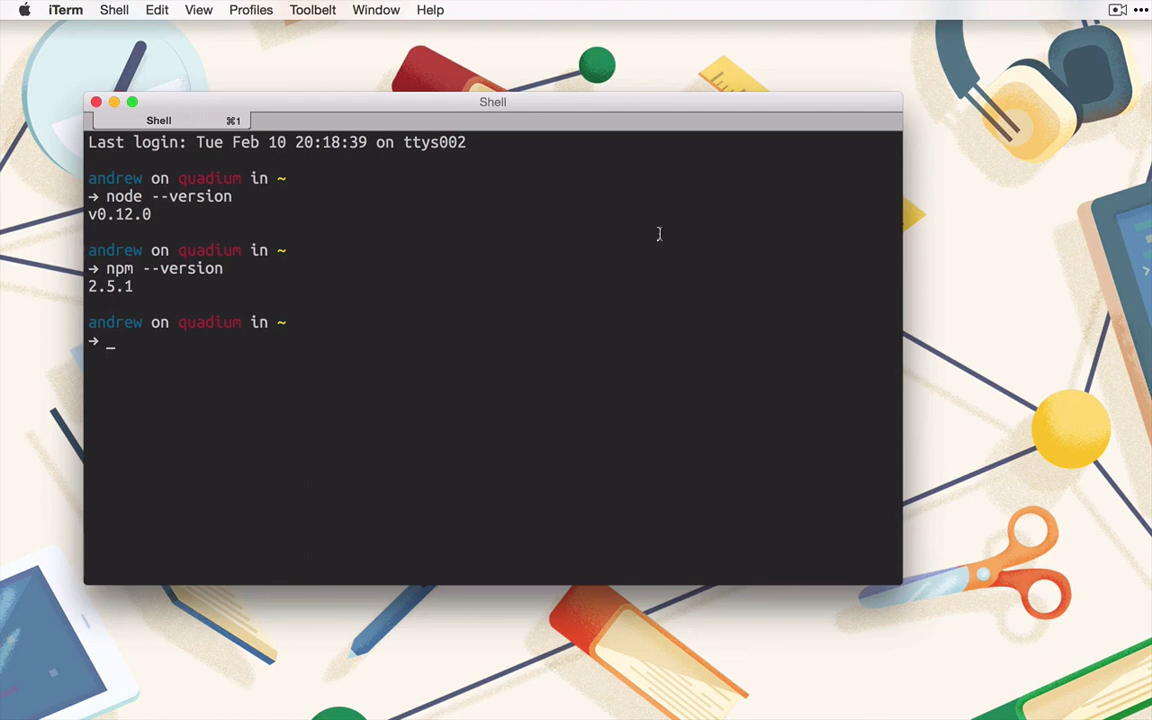 iTerm Shell Edit View Profiles Toolbelt Window Help
Shell
Shell ⌘1
Last login: Tue Feb 10 20:18:39 on ttys002
andrew on quadium in ~
→ node --version
v0.12.0
andrew on quadium in ~
→ npm --version
2.5.1
andrew on quadium in ~
→ _